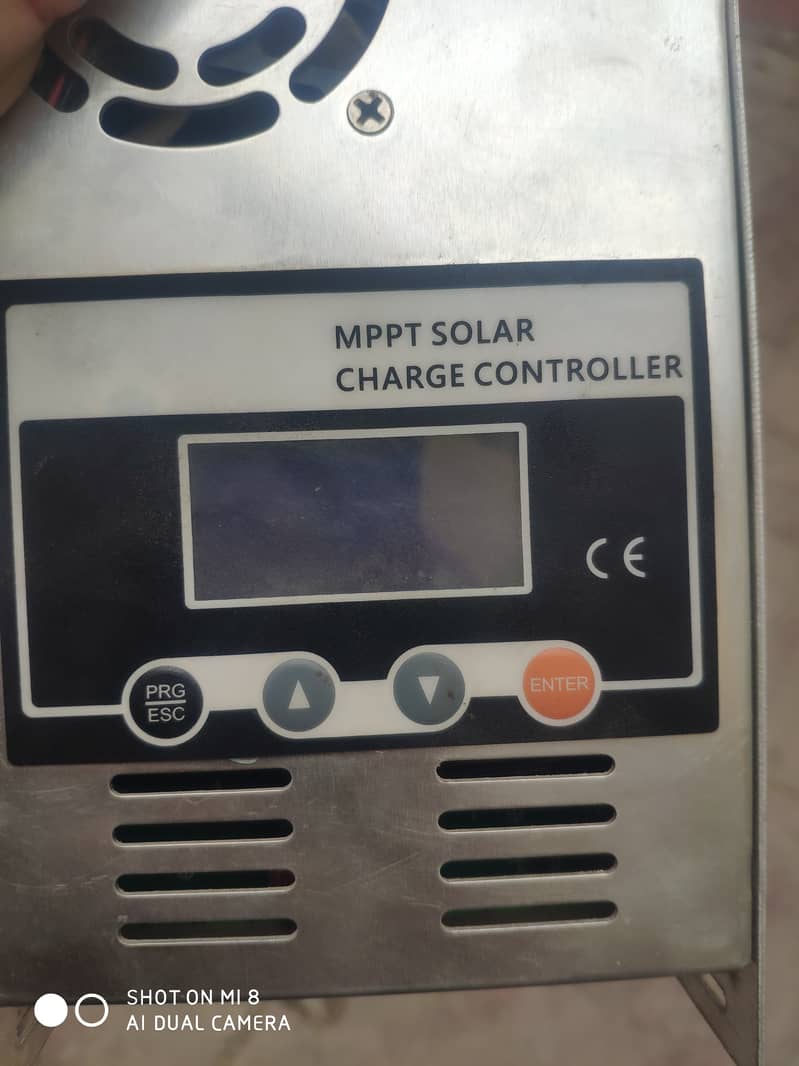 MPPT SOLAR
CHARGE CONTROLLER
CE
PRG
ESC
ENTER
SHOT ON MI 8
AI DUAL CAMERA